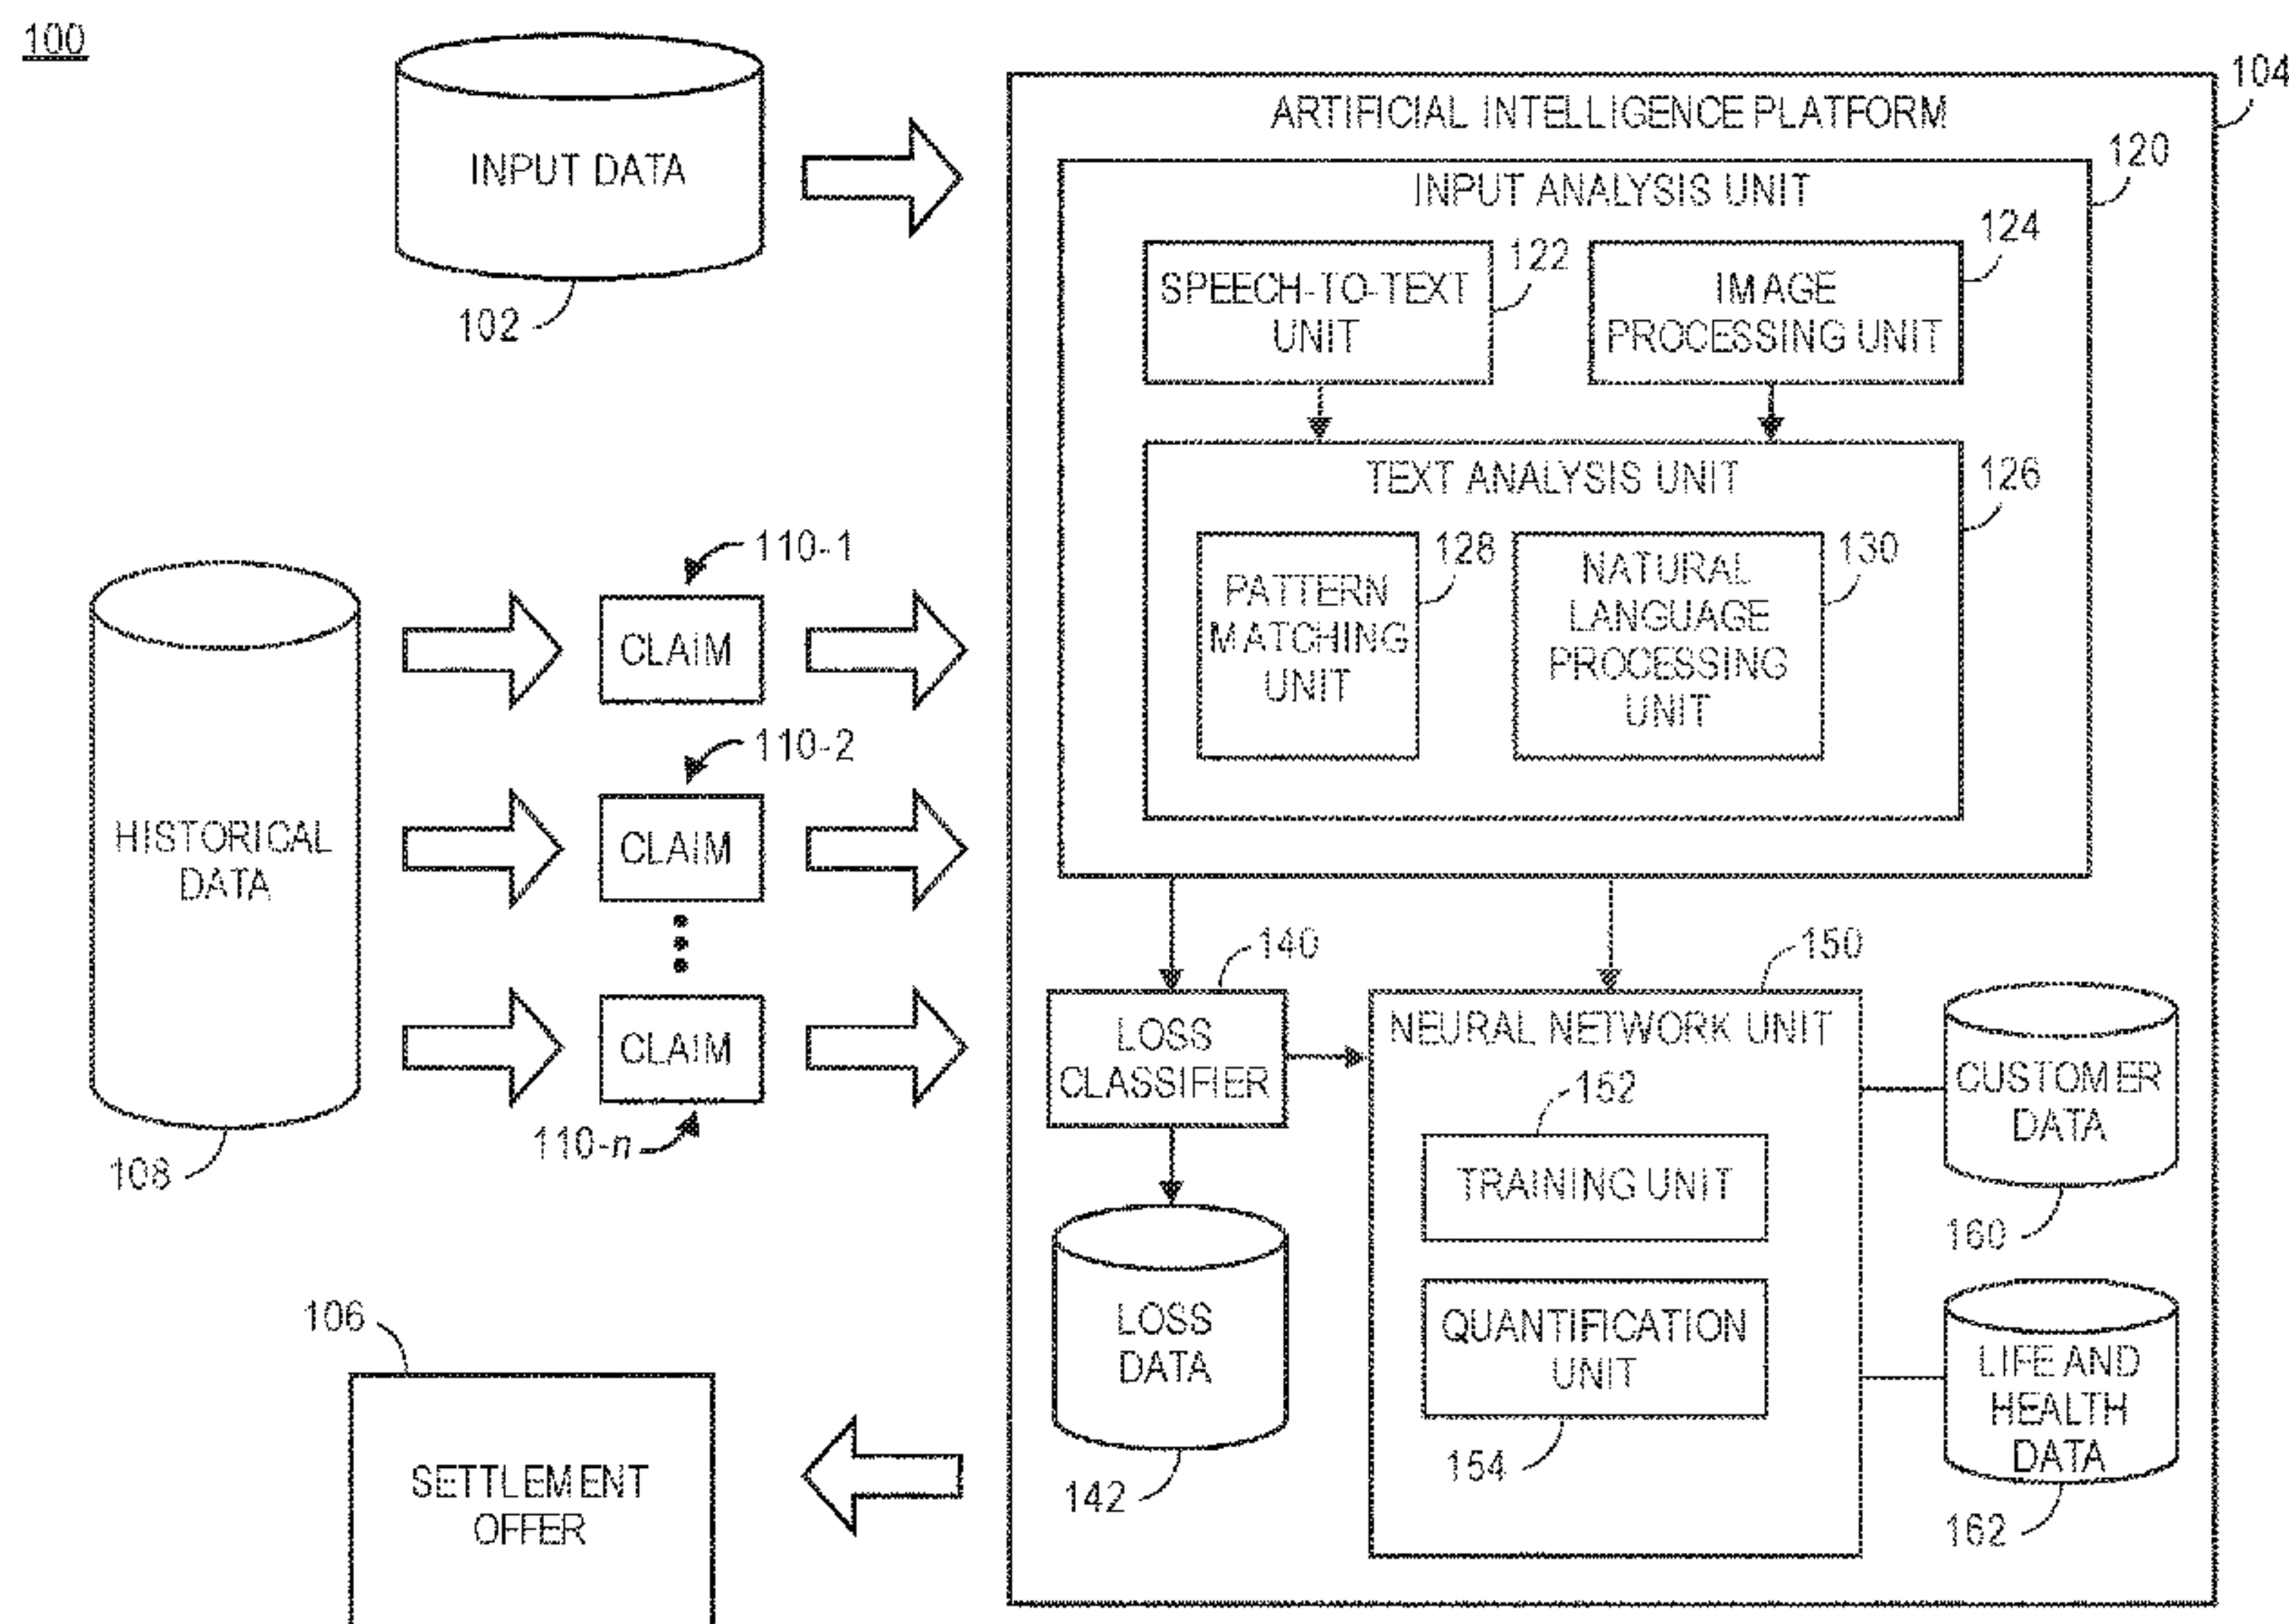 100
INPUT DATA
102
HISTORICAL
DATA
108
110-1
CLAIM
110-2
CLAIM
CLAIM
110-n
106
SETTLEMENT
OFFER
104
ARTIFICIAL INTELLIGENCE PLATFORM
120
INPUT ANALYSIS UNIT
122
SPEECH-TO-TEXT
UNIT
124
IMAGE
PROCESSING UNIT
126
TEXT ANALYSIS UNIT
128
PATTERN
MATCHING
UNIT
130
NATURAL
LANGUAGE
PROCESSING
UNIT
140
LOSS
CLASSIFIER
LOSS
DATA
142
150
NEURAL NETWORK UNIT
152
TRAINING UNIT
QUANTIFICATION
UNIT
154
CUSTOMER
DATA
160
LIFE AND
HEALTH
DATA
162